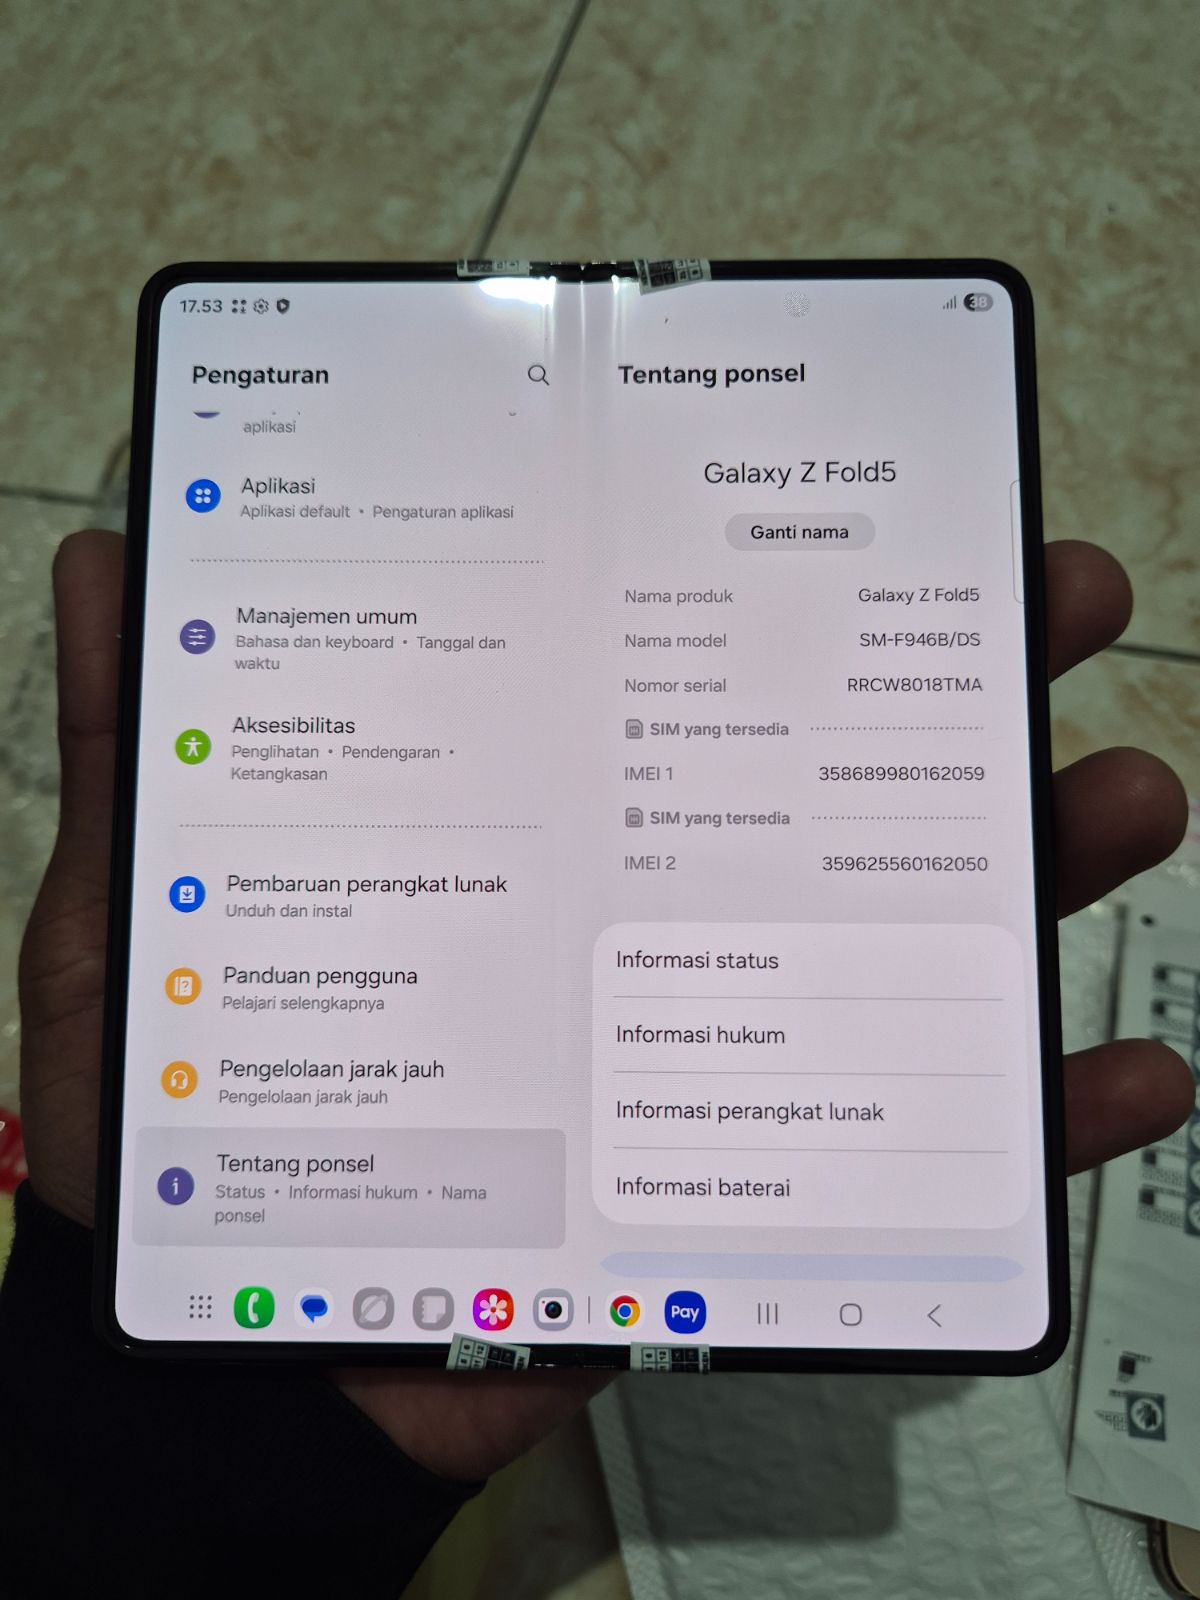 17.53
38
Pengaturan
aplikasi
Aplikasi
Aplikasi default • Pengaturan aplikasi
Manajemen umum
Bahasa dan keyboard • Tanggal dan
waktu
Aksesibilitas
Penglihatan • Pendengaran •
Ketangkasan
Pembaruan perangkat lunak
Unduh dan instal
Panduan pengguna
Pelajari selengkapnya
Pengelolaan jarak jauh
Pengelolaan jarak jauh
Tentang ponsel
Status • Informasi hukum • Nama
ponsel
Tentang ponsel
Galaxy Z Fold5
Ganti nama
Nama produk Galaxy Z Fold5
Nama model SM-F946B/DS
Nomor serial RRCW8018TMA
SIM yang tersedia
IMEI 1 358689980162059
SIM yang tersedia
IMEI 2 359625560162050
Informasi status
Informasi hukum
Informasi perangkat lunak
Informasi baterai
Pay